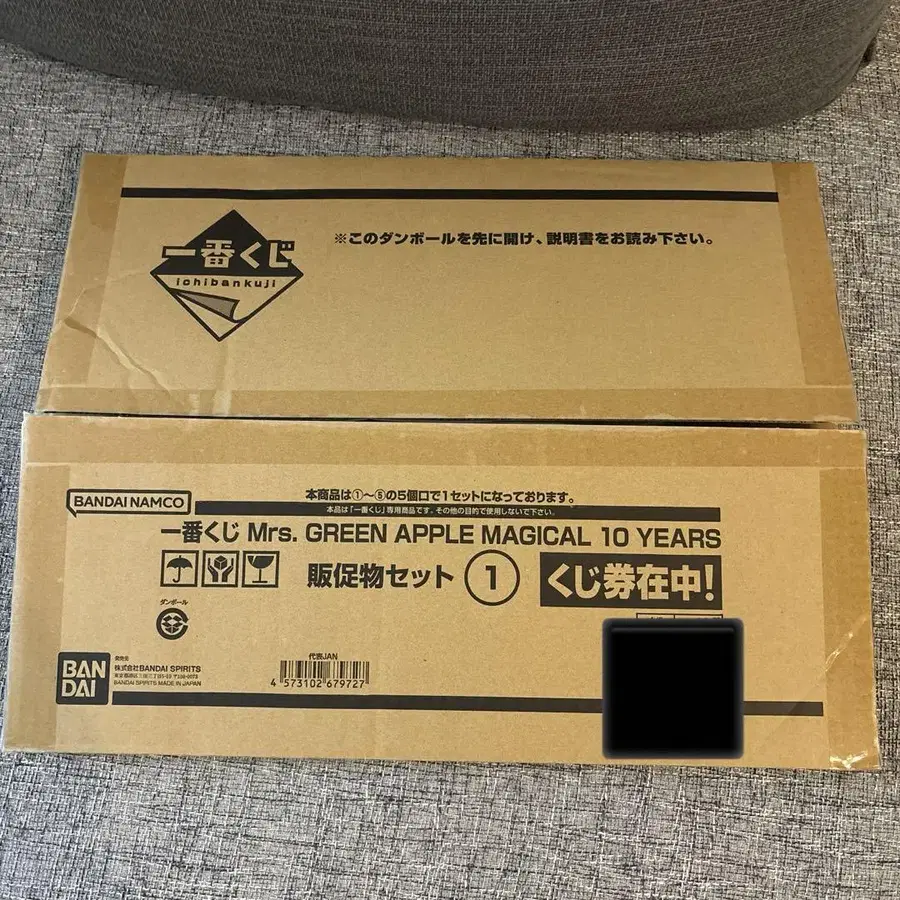 一番くじ
ichibankuji
※このダンボールを先に開け、説明書をお読み下さい。
BANDAI NAMCO
本商品は①〜⑤の5個口で1セットになっております。
本品は「一番くじ」専用商品です。その他の目的で使用しないで下さい。
一番くじ Mrs. GREEN APPLE MAGICAL 10 YEARS
販促物セット ① くじ券在中!
ダンボール
BAN
DAI
発売元
株式会社BANDAI SPIRITS
BANDAI SPIRITS MADE IN JAPAN
代表JAN
4 573102 679727